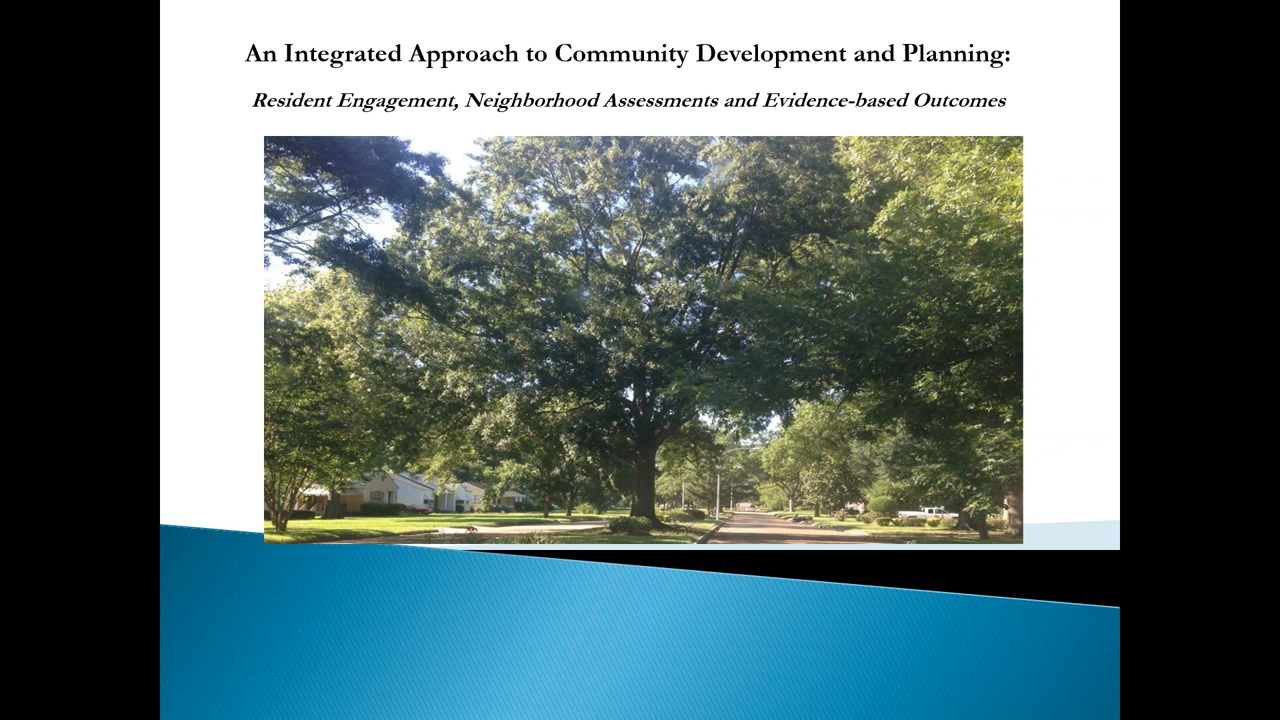 An Integrated Approach to Community Development and Planning:
Resident Engagement, Neighborhood Assessments and Evidence-based Outcomes